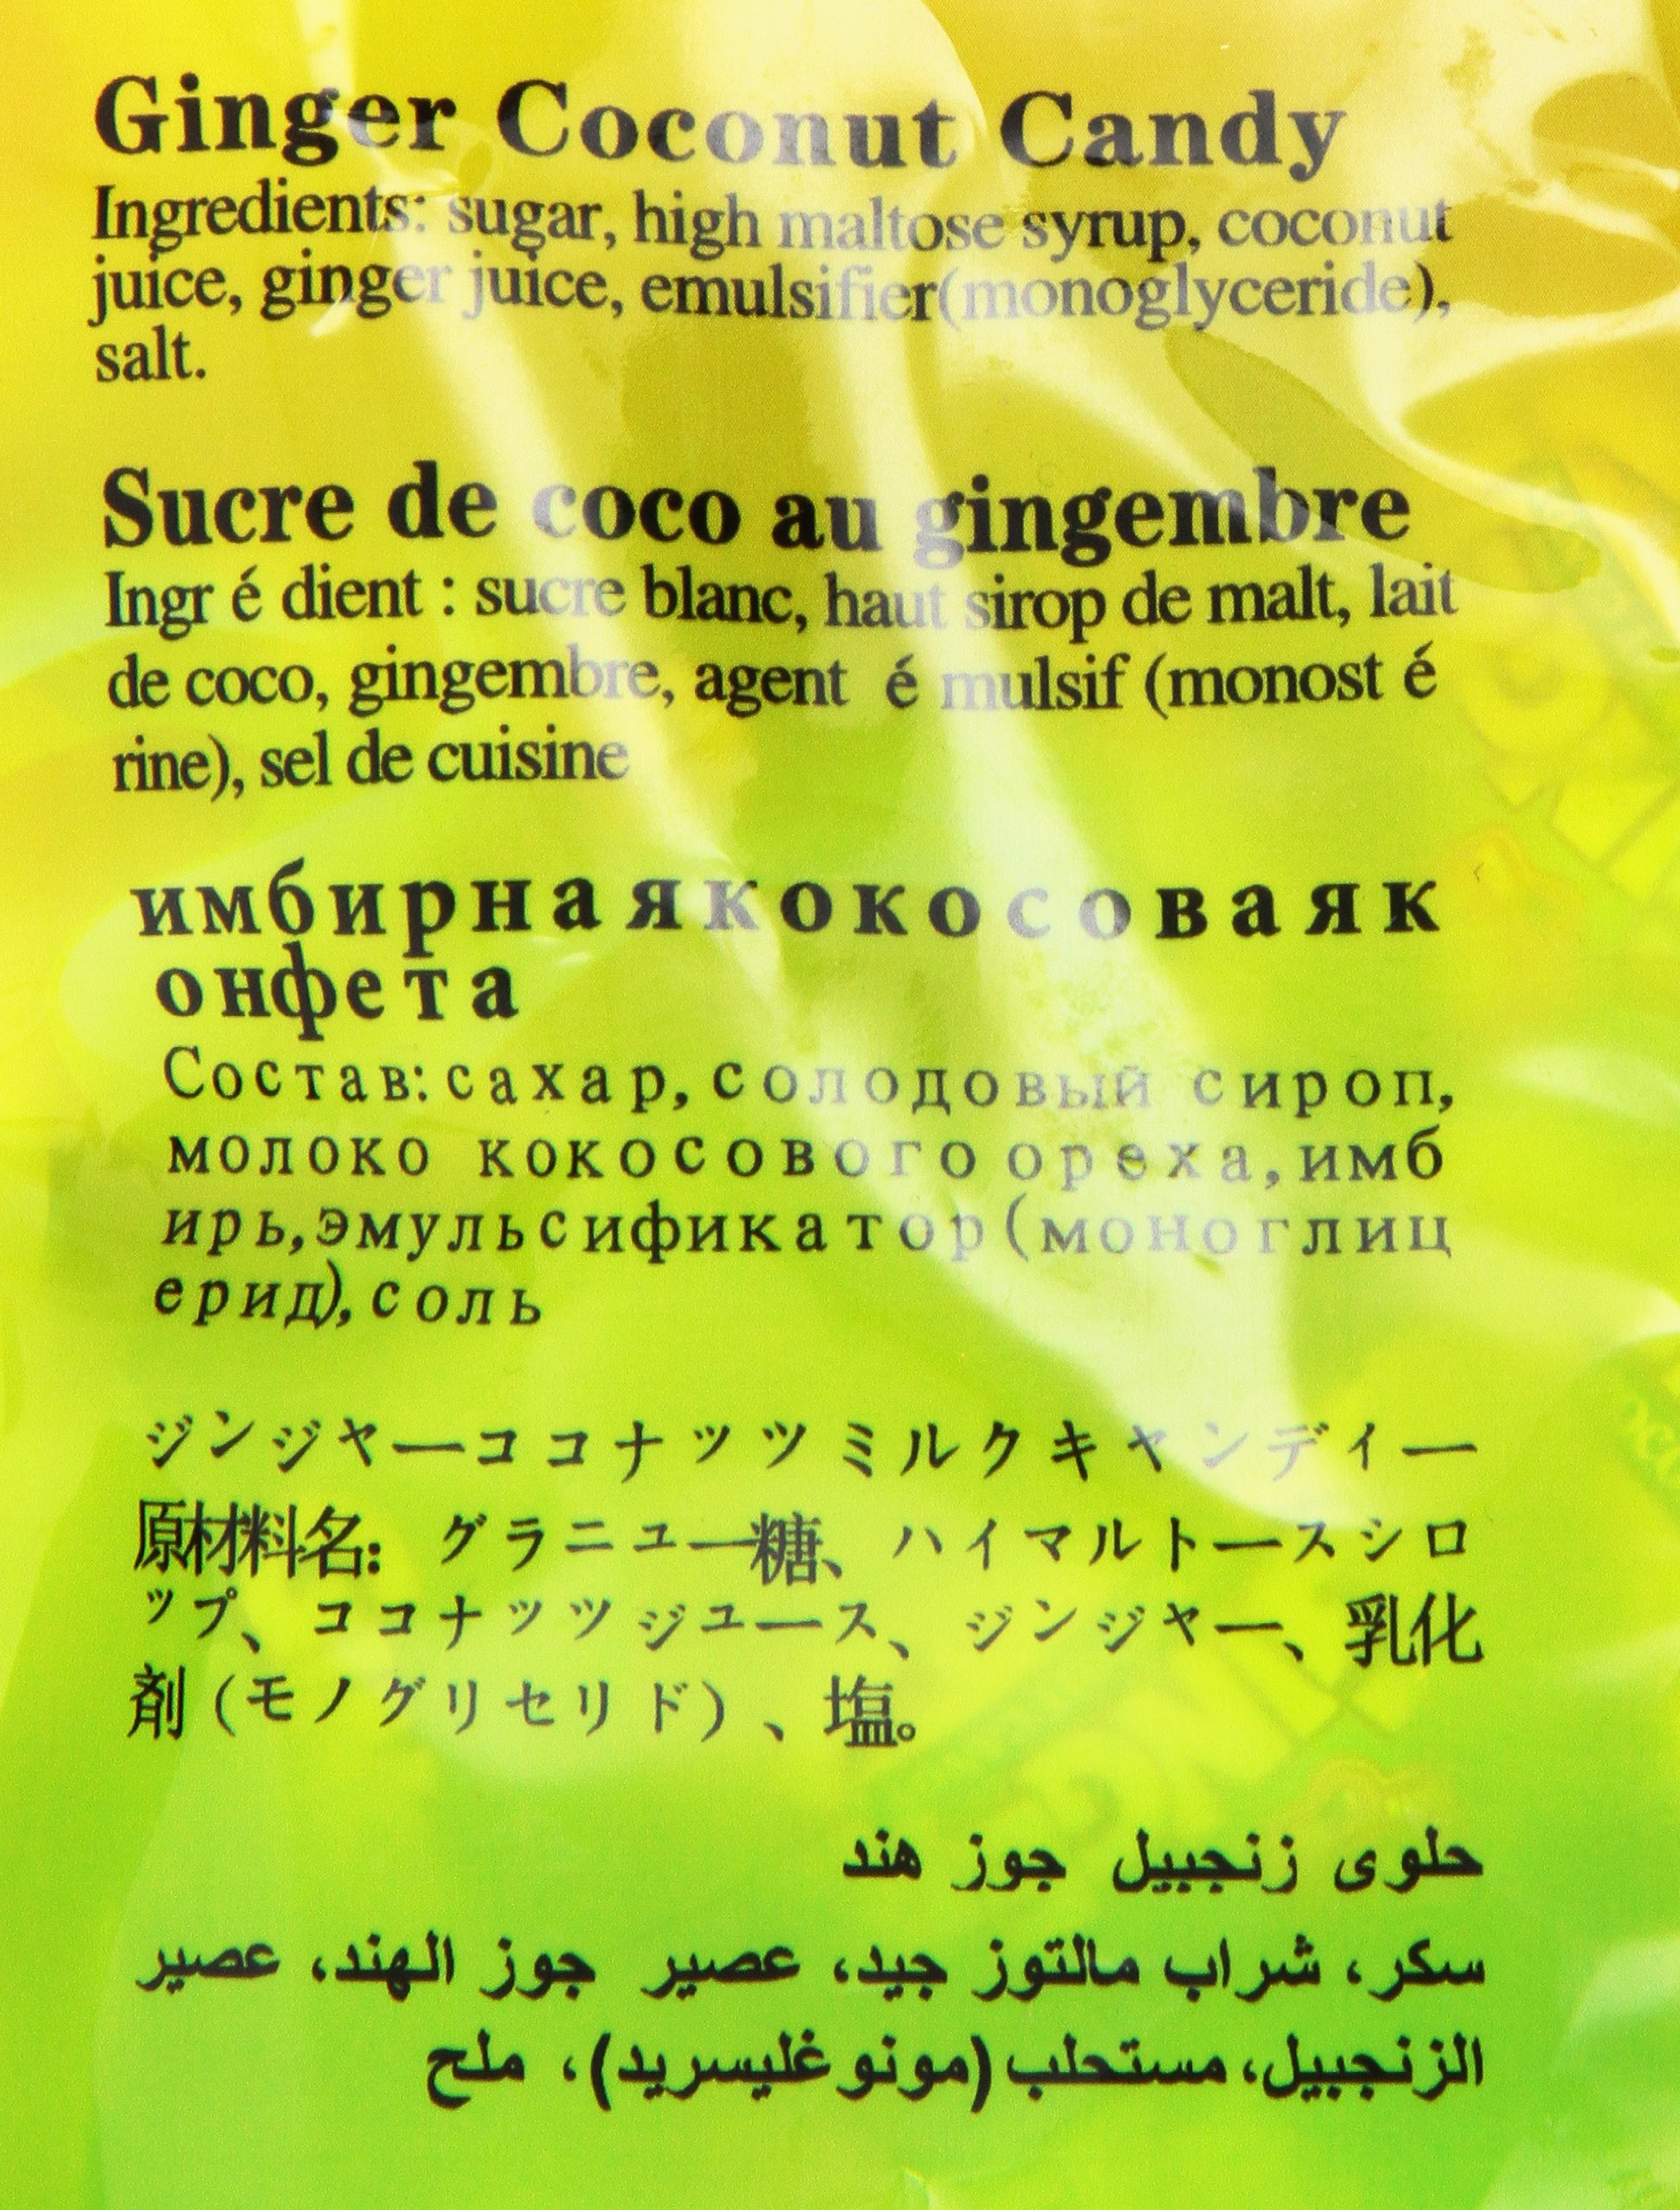 Ginger Coconut Candy
Ingredients: sugar, high maltose syrup, coconut
juice, ginger juice, emulsifier(monoglyceride),
salt.
Sucre de coco au gingembre
Ingr é dient : sucre blanc, haut sirop de malt, lait
de coco, gingembre, agent é mulsif (monost é
rine), sel de cuisine
имбирнаякокосоваяк
онфета
Состав: сахар, солодовый сироп,
молоко кокосового ореха, имб
ирь, эмульсификатор (моноглиц
ерид), соль
ジンジャーココナッツミルクキャンディー
原材料名: グラニュー糖、ハイマルトースシロ
ップ、ココナッツジュース、ジンジャー、乳化
剤(モノグリセリド)、塩。
حلوى زنجبيل جوز هند
سكر، شراب مالتوز جيد، عصير جوز الهند، عصير
الزنجبيل، مستحلب (مونوغليسريد)، ملح